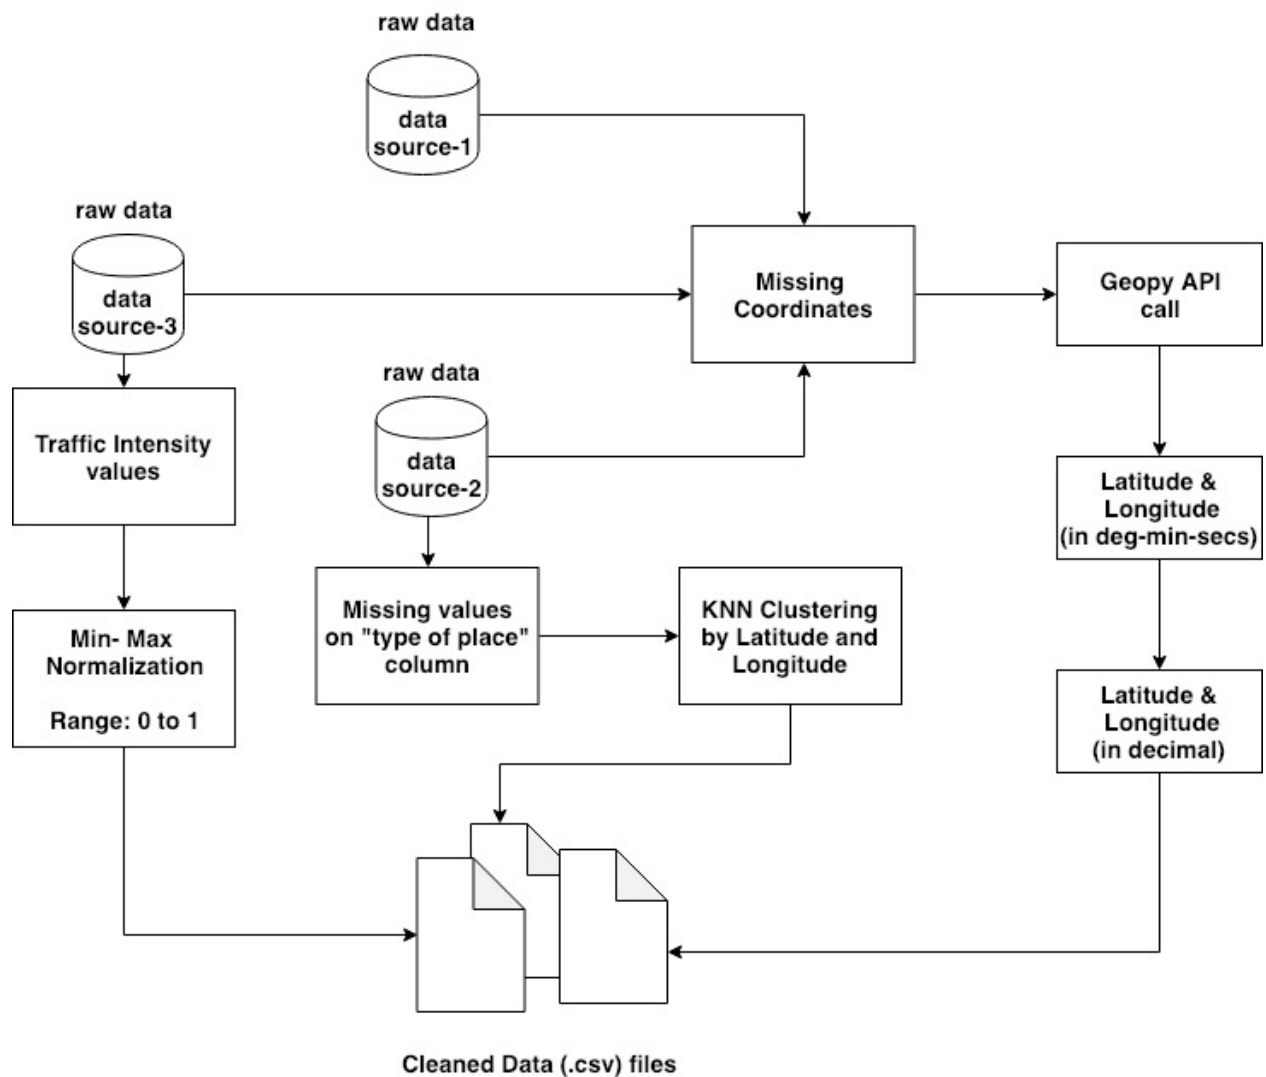 raw data
data
source-1
raw data
data
source-3
Missing
Coordinates
Geopy API
call
raw data
data
source-2
Traffic Intensity
values
Latitude &
Longitude
(in deg-min-secs)
Missing values
on "type of place"
column
KNN Clustering
by Latitude and
Longitude
Min- Max
Normalization
Range: 0 to 1
Latitude &
Longitude
(in decimal)
Cleaned Data (.csv) files